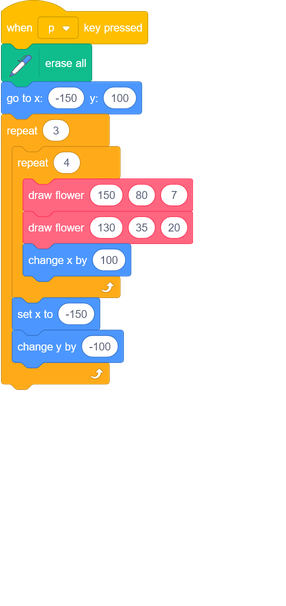 when p key pressed
erase all
go to x: -150 y: 100
repeat 3
repeat 4
draw flower 150 80 7
draw flower 130 35 20
change x by 100
set x to -150
change y by -100